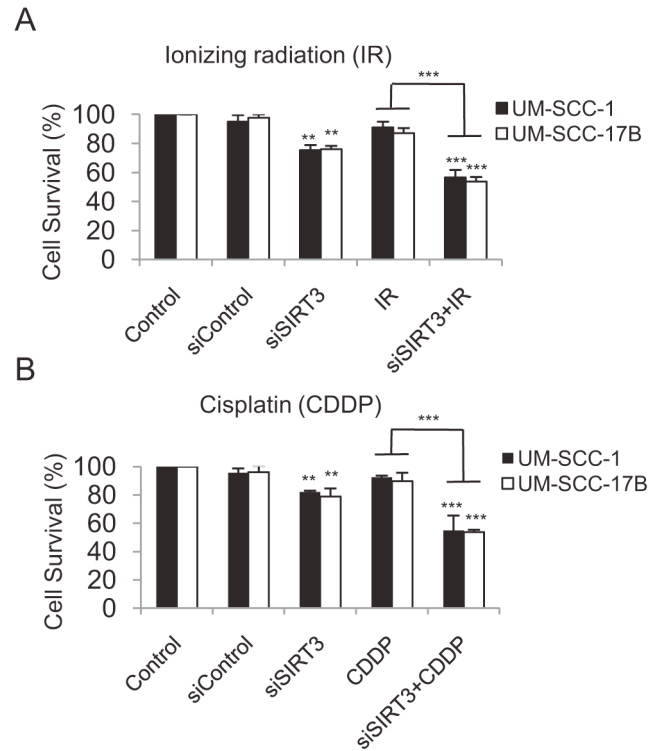 A
Ionizing radiation (IR)
***
UM-SCC-1
UM-SCC-17B
Cell Survival (%)
100
80
60
40
20
0
** **
*** ***
Control
siControl
siSIRT3
IR
siSIRT3+IR
B
Cisplatin (CDDP)
***
UM-SCC-1
UM-SCC-17B
Cell Survival (%)
100
80
60
40
20
0
** **
*** ***
Control
siControl
siSIRT3
CDDP
siSIRT3+CDDP